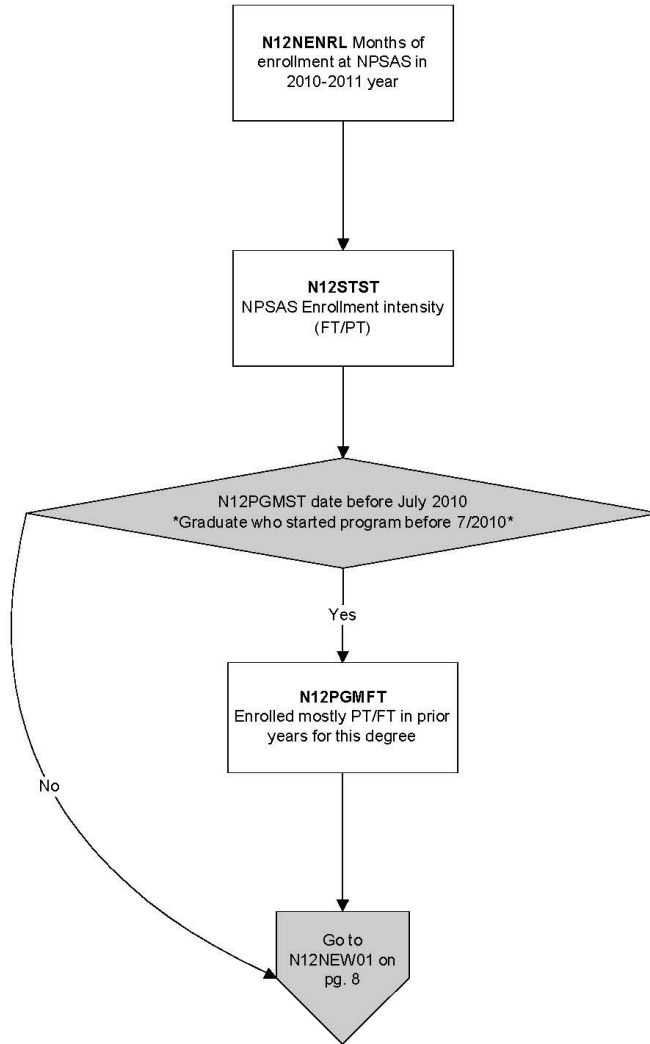 N12NENRL Months of
enrollment at NPSAS in
2010-2011 year
N12STST
NPSAS Enrollment intensity
(FT/PT)
N12PGMST date before July 2010
*Graduate who started program before 7/2010*
Yes
N12PGMFT
Enrolled mostly PT/FT in prior
years for this degree
No
Go to
N12NEW01 on
pg. 8